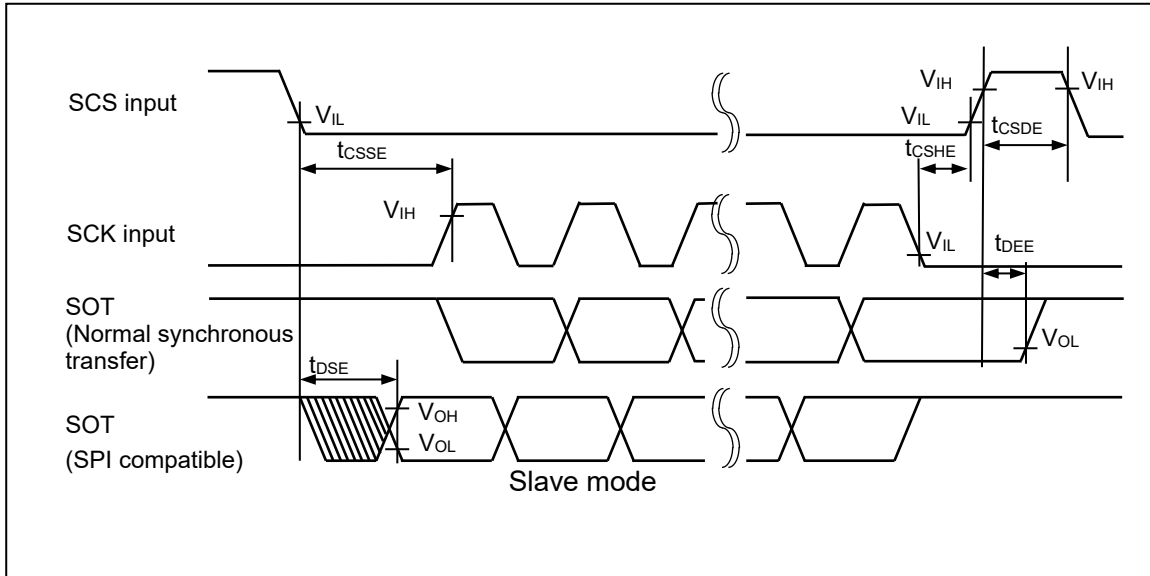 SCS input
VIL
VIH
VIL
VIH
tCSSE
tCSHE
tCSDE
SCK input
VIH
VIL
tDEE
SOT
(Normal synchronous
transfer)
VOL
tDSE
SOT
(SPI compatible)
VOH
VOL
Slave mode